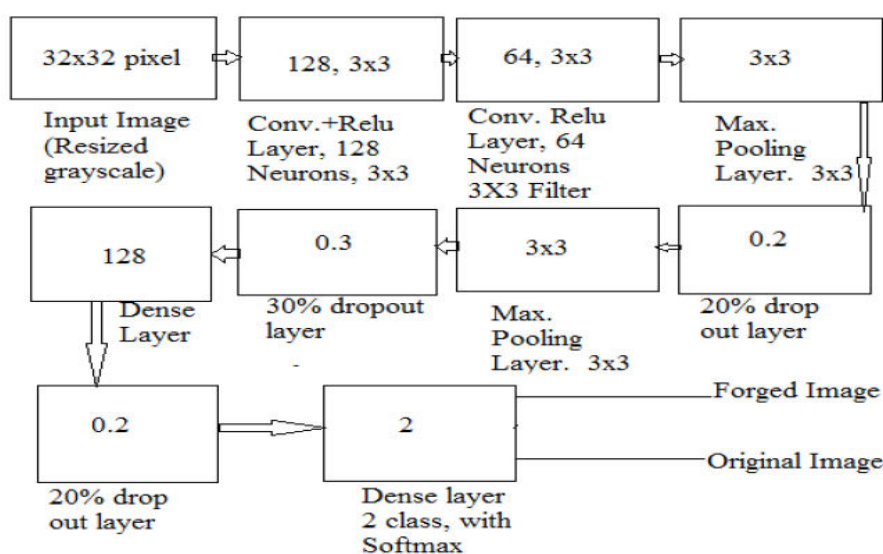 32x32 pixel
Input Image
(Resized
grayscale)
128, 3x3
Conv.+Relu
Layer, 128
Neurons, 3x3
64, 3x3
Conv. Relu
Layer, 64
Neurons
3X3 Filter
3x3
Max.
Pooling
Layer. 3x3
0.2
20% drop
out layer
3x3
Max.
Pooling
Layer. 3x3
0.3
30% dropout
layer
128
Dense
Layer
0.2
20% drop
out layer
2
Dense layer
2 class, with
Softmax
Forged Image
Original Image